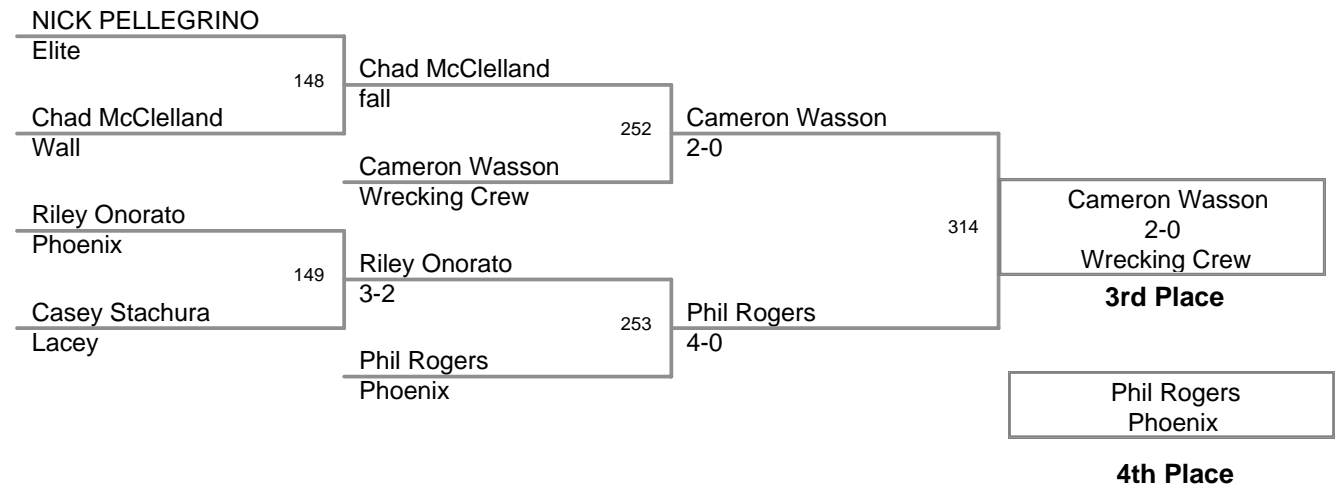 NICK PELLEGRINO
Elite
148
Chad McClelland
Wall
Chad McClelland
fall
252
Cameron Wasson
Wrecking Crew
Cameron Wasson
2-0
Riley Onorato
Phoenix
149
Casey Stachura
Lacey
Riley Onorato
3-2
253
Phil Rogers
Phoenix
Phil Rogers
4-0
314
Cameron Wasson
2-0
Wrecking Crew
3rd Place
Phil Rogers
Phoenix
4th Place